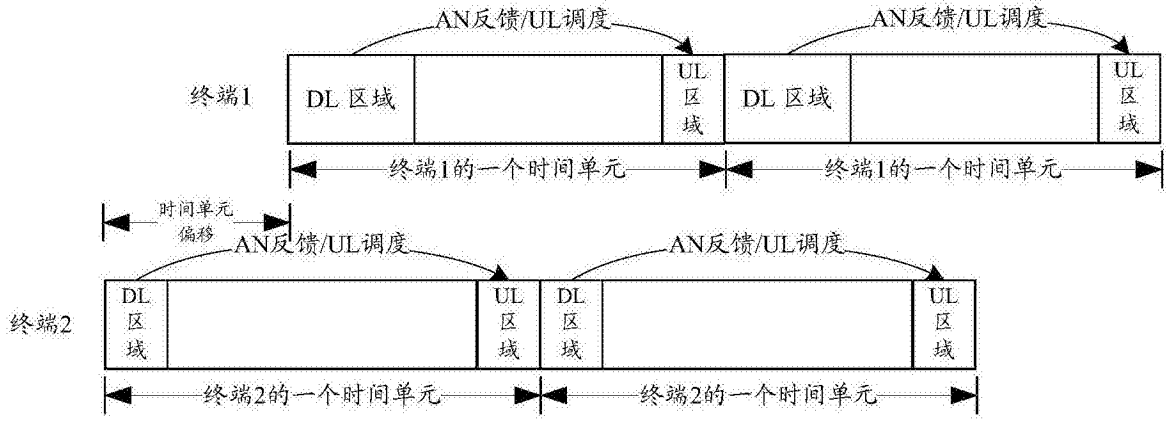 AN反馈/UL调度
AN反馈/UL调度
终端1
DL 区域
UL
区
域
DL 区域
UL
区
域
终端1的一个时间单元
终端1的一个时间单元
时间单元
偏移
AN反馈/UL调度
AN反馈/UL调度
终端2
DL
区
域
UL
区
域
DL
区
域
UL
区
域
终端2的一个时间单元
终端2的一个时间单元